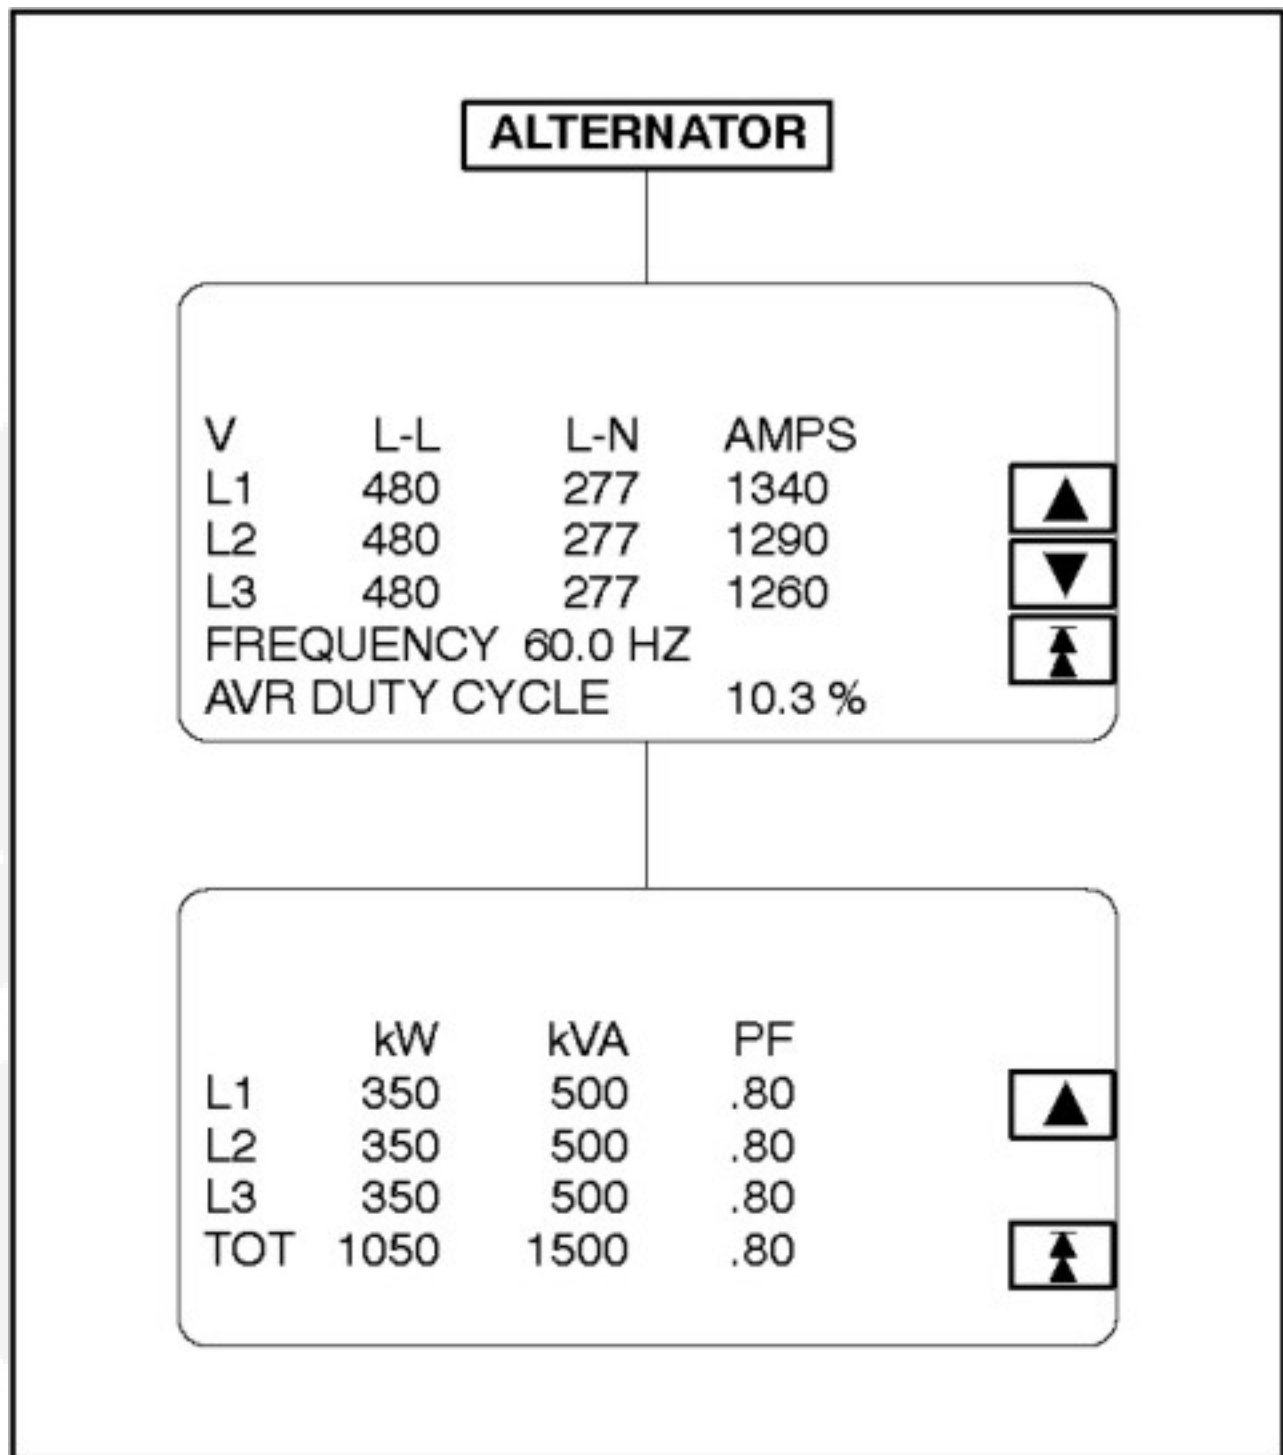 ALTERNATOR
V L-L L-N AMPS
L1 480 277 1340
L2 480 277 1290
L3 480 277 1260
FREQUENCY 60.0 HZ
AVR DUTY CYCLE 10.3 %
kW kVA PF
L1 350 500 .80
L2 350 500 .80
L3 350 500 .80
TOT 1050 1500 .80